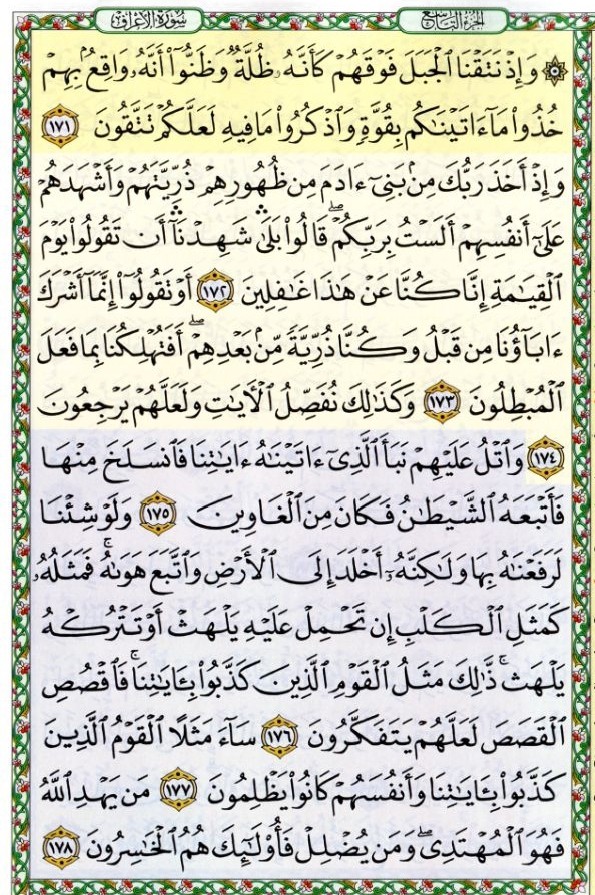 الجزء التاسع سورة الأعراف
۞ وَإِذْ نَتَقْنَا ٱلْجَبَلَ فَوْقَهُمْ كَأَنَّهُۥ ظُلَّةٌ وَظَنُّوٓا۟ أَنَّهُۥ وَاقِعٌۢ بِهِمْ
خُذُوا۟ مَآ ءَاتَيْنَٰكُم بِقُوَّةٍ وَٱذْكُرُوا۟ مَا فِيهِ لَعَلَّكُمْ تَتَّقُونَ ١٧١
وَإِذْ أَخَذَ رَبُّكَ مِنۢ بَنِىٓ ءَادَمَ مِن ظُهُورِهِمْ ذُرِّيَّتَهُمْ وَأَشْهَدَهُمْ
عَلَىٰٓ أَنفُسِهِمْ أَلَسْتُ بِرَبِّكُمْ ۖ قَالُوا۟ بَلَىٰ ۛ شَهِدْنَآ ۛ أَن تَقُولُوا۟ يَوْمَ
ٱلْقِيَٰمَةِ إِنَّا كُنَّا عَنْ هَٰذَا غَٰفِلِينَ ١٧٢ أَوْ تَقُولُوٓا۟ إِنَّمَآ أَشْرَكَ
ءَابَآؤُنَا مِن قَبْلُ وَكُنَّا ذُرِّيَّةً مِّنۢ بَعْدِهِمْ ۖ أَفَتُهْلِكُنَا بِمَا فَعَلَ
ٱلْمُبْطِلُونَ ١٧٣ وَكَذَٰلِكَ نُفَصِّلُ ٱلْءَايَٰتِ وَلَعَلَّهُمْ يَرْجِعُونَ
١٧٤ وَٱتْلُ عَلَيْهِمْ نَبَأَ ٱلَّذِىٓ ءَاتَيْنَٰهُ ءَايَٰتِنَا فَٱنسَلَخَ مِنْهَا
فَأَتْبَعَهُ ٱلشَّيْطَٰنُ فَكَانَ مِنَ ٱلْغَاوِينَ ١٧٥ وَلَوْ شِئْنَا
لَرَفَعْنَٰهُ بِهَا وَلَٰكِنَّهُۥٓ أَخْلَدَ إِلَى ٱلْأَرْضِ وَٱتَّبَعَ هَوَىٰهُ ۚ فَمَثَلُهُۥ
كَمَثَلِ ٱلْكَلْبِ إِن تَحْمِلْ عَلَيْهِ يَلْهَثْ أَوْ تَتْرُكْهُ
يَلْهَث ۚ ذَّٰلِكَ مَثَلُ ٱلْقَوْمِ ٱلَّذِينَ كَذَّبُوا۟ بِـَٔايَٰتِنَا ۚ فَٱقْصُصِ
ٱلْقَصَصَ لَعَلَّهُمْ يَتَفَكَّرُونَ ١٧٦ سَآءَ مَثَلًا ٱلْقَوْمُ ٱلَّذِينَ
كَذَّبُوا۟ بِـَٔايَٰتِنَا وَأَنفُسَهُمْ كَانُوا۟ يَظْلِمُونَ ١٧٧ مَن يَهْدِ ٱللَّهُ
فَهُوَ ٱلْمُهْتَدِى ۖ وَمَن يُضْلِلْ فَأُو۟لَٰٓئِكَ هُمُ ٱلْخَٰسِرُونَ ١٧٨